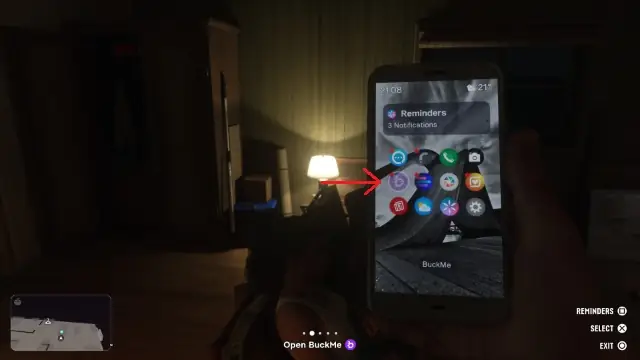 1:08
21°
Reminders
3 Notifications
BuckMe
REMINDERS
SELECT
EXIT
Open BuckMe